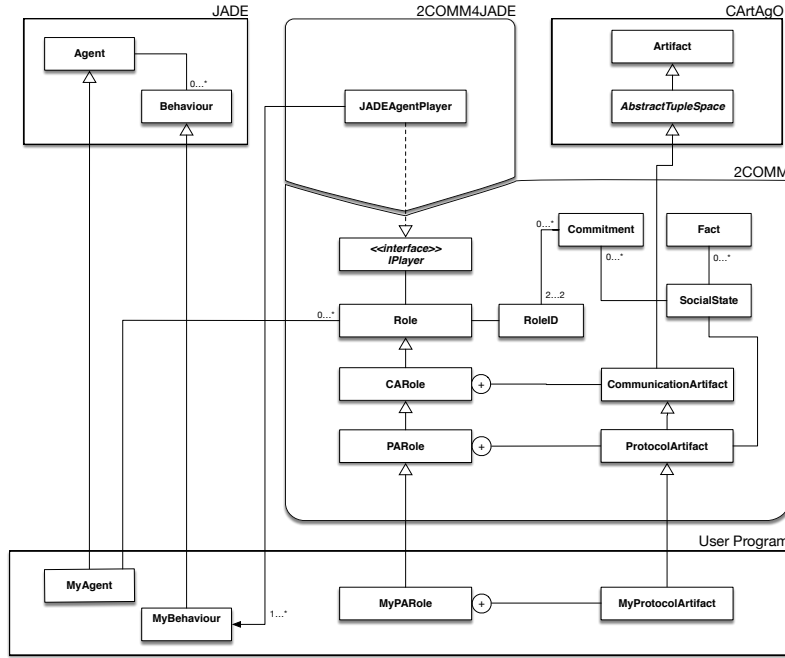 JADE
2COMM4JADE
CArtAgO
Agent
Artifact
0...*
Behaviour
JADEAgentPlayer
AbstractTupleSpace
2COMM
0...*
Commitment
Fact
<<interface>>
IPlayer
0...*
0...*
2...2
SocialState
0...*
Role
RoleID
CARole
+
CommunicationArtifact
PARole
+
ProtocolArtifact
User Program
MyAgent
MyBehaviour
1...*
MyPARole
+
MyProtocolArtifact